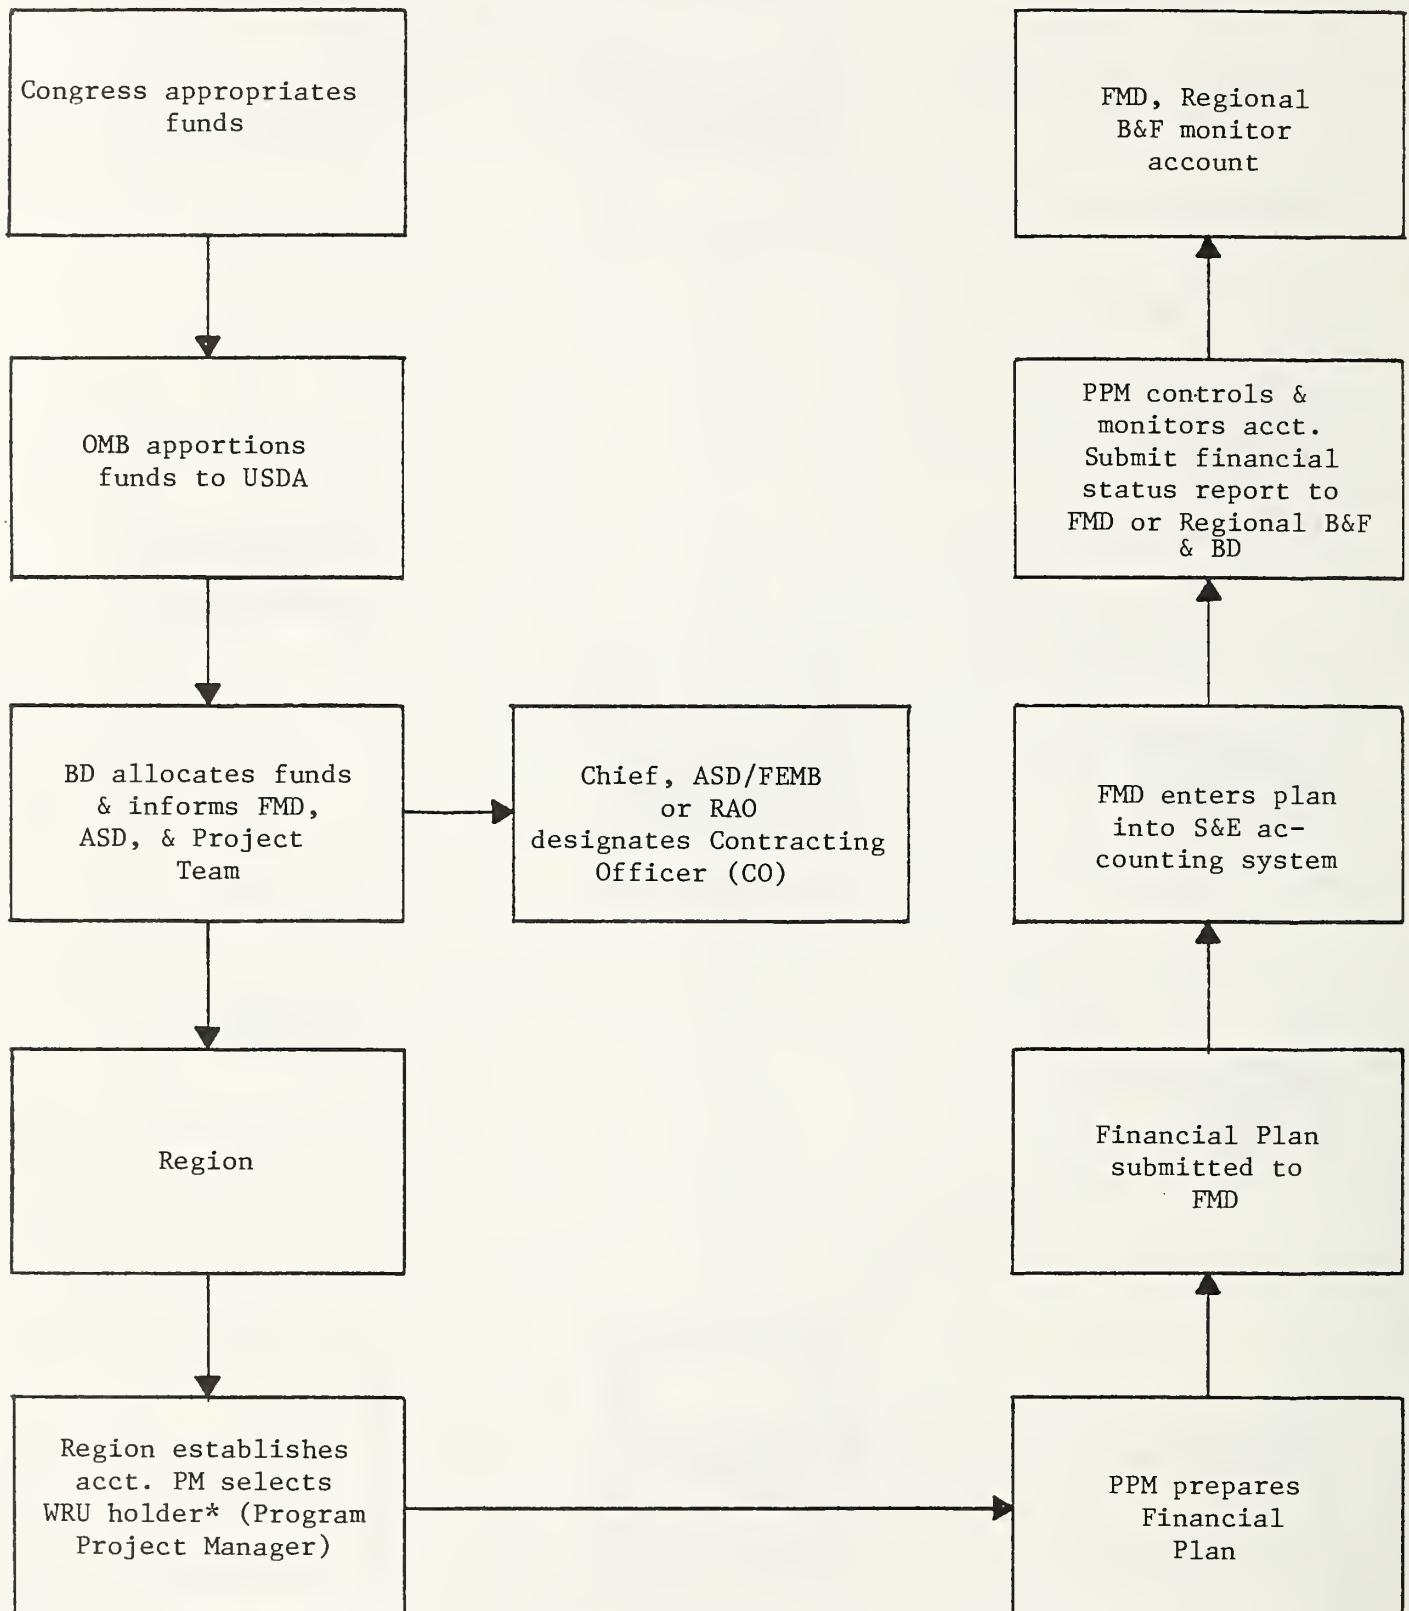 Congress appropriates
funds
OMB apportions
funds to USDA
BD allocates funds
& informs FMD,
ASD, & Project
Team
Chief, ASD/FEMB
or RAO
designates Contracting
Officer (CO)
Region
Region establishes
acct. PM selects
WRU holder* (Program
Project Manager)
PPM prepares
Financial
Plan
Financial Plan
submitted to
FMD
FMD enters plan
into S&E ac-
counting system
PPM controls &
monitors acct.
Submit financial
status report to
FMD or Regional B&F
& BD
FMD, Regional
B&F monitor
account